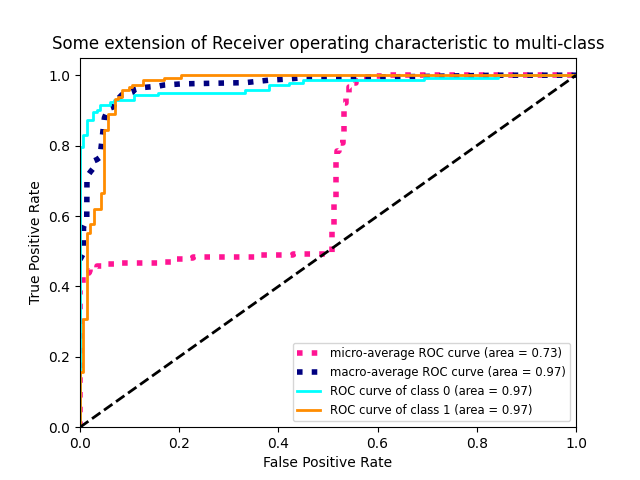 Some extension of Receiver operating characteristic to multi-class
1.0
0.8
0.6
0.4
0.2
0.0
True Positive Rate
micro-average ROC curve (area = 0.73)
macro-average ROC curve (area = 0.97)
ROC curve of class 0 (area = 0.97)
ROC curve of class 1 (area = 0.97)
0.0 0.2 0.4 0.6 0.8 1.0
False Positive Rate